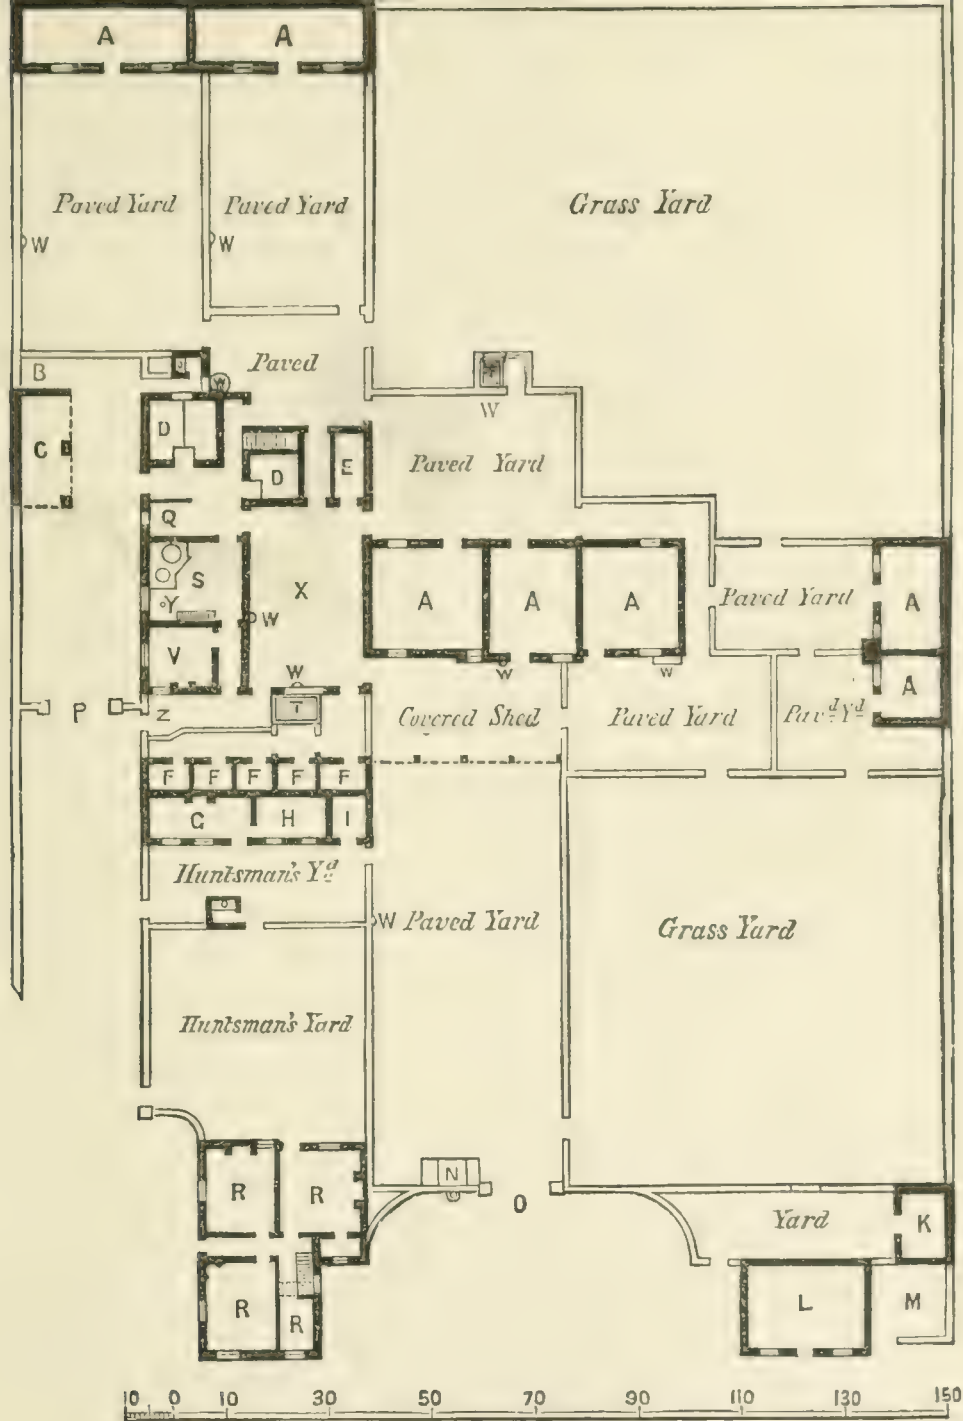 A A
Paved Yard Paved Yard Grass Yard
W W
B Paved
W
T
W
C D D E Paved Yard
Q
S X A A A Paved Yard A
Y W
V W W W A
P Z T Covered Shed Paved Yard Pav.d Y.d
F F F F F
G H I
Huntsman's Y.d
W Paved Yard Grass Yard
Huntsman's Yard
R R N O
Yard K
R R L M
10 0 10 30 50 70 90 110 130 150